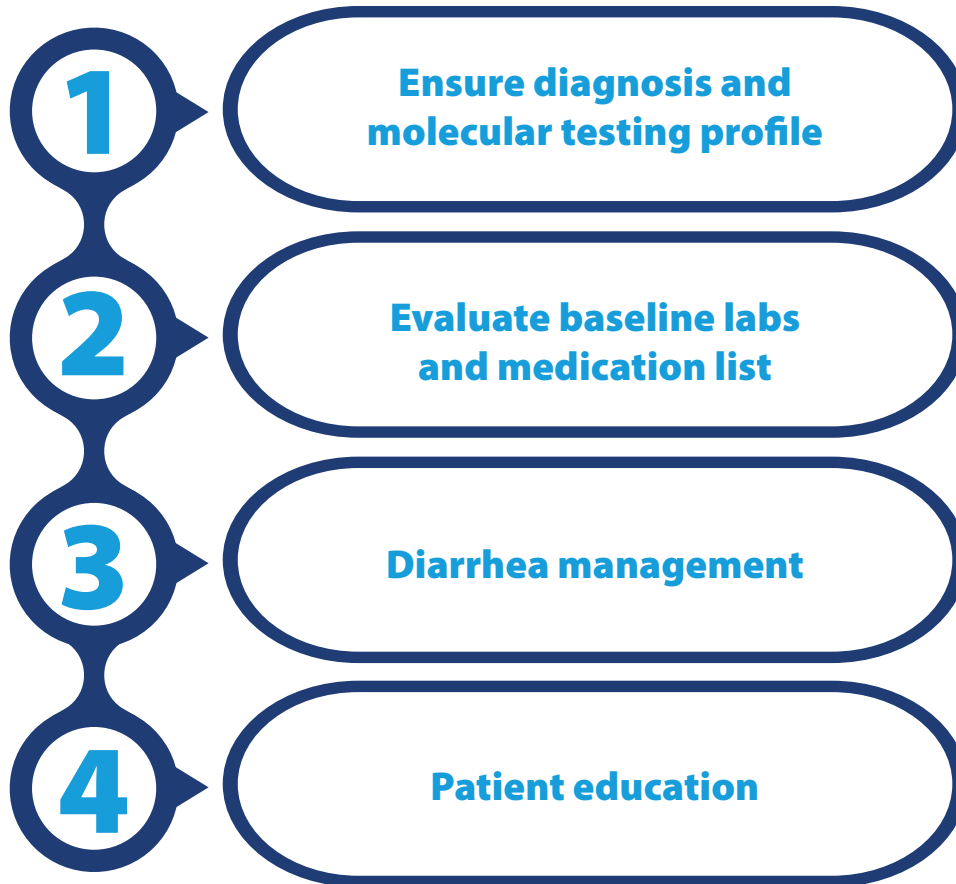 1
Ensure diagnosis and
molecular testing profile
2
Evaluate baseline labs
and medication list
3
Diarrhea management
4
Patient education